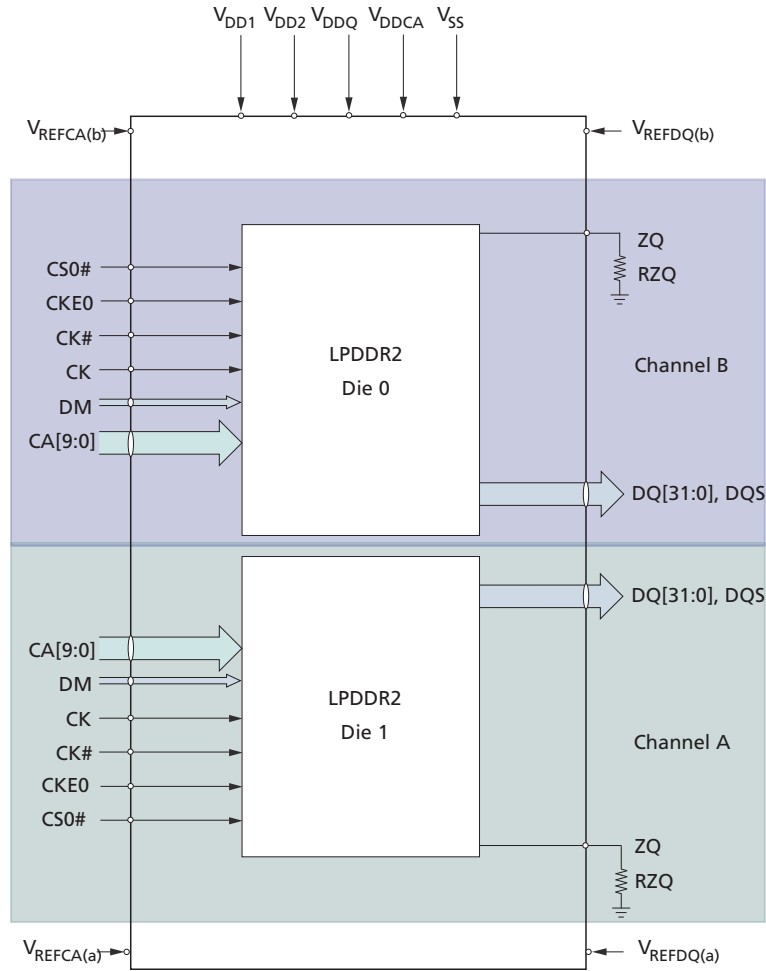 VDD1 VDD2 VDDQ VDDCA VSS
VREFCA(b)
VREFDQ(b)
ZQ
RZQ
CS0#
CKE0
CK#
CK
DM
CA[9:0]
LPDDR2
Die 0
Channel B
DQ[31:0], DQS
DQ[31:0], DQS
CA[9:0]
DM
CK
CK#
CKE0
CS0#
LPDDR2
Die 1
Channel A
ZQ
RZQ
VREFCA(a)
VREFDQ(a)